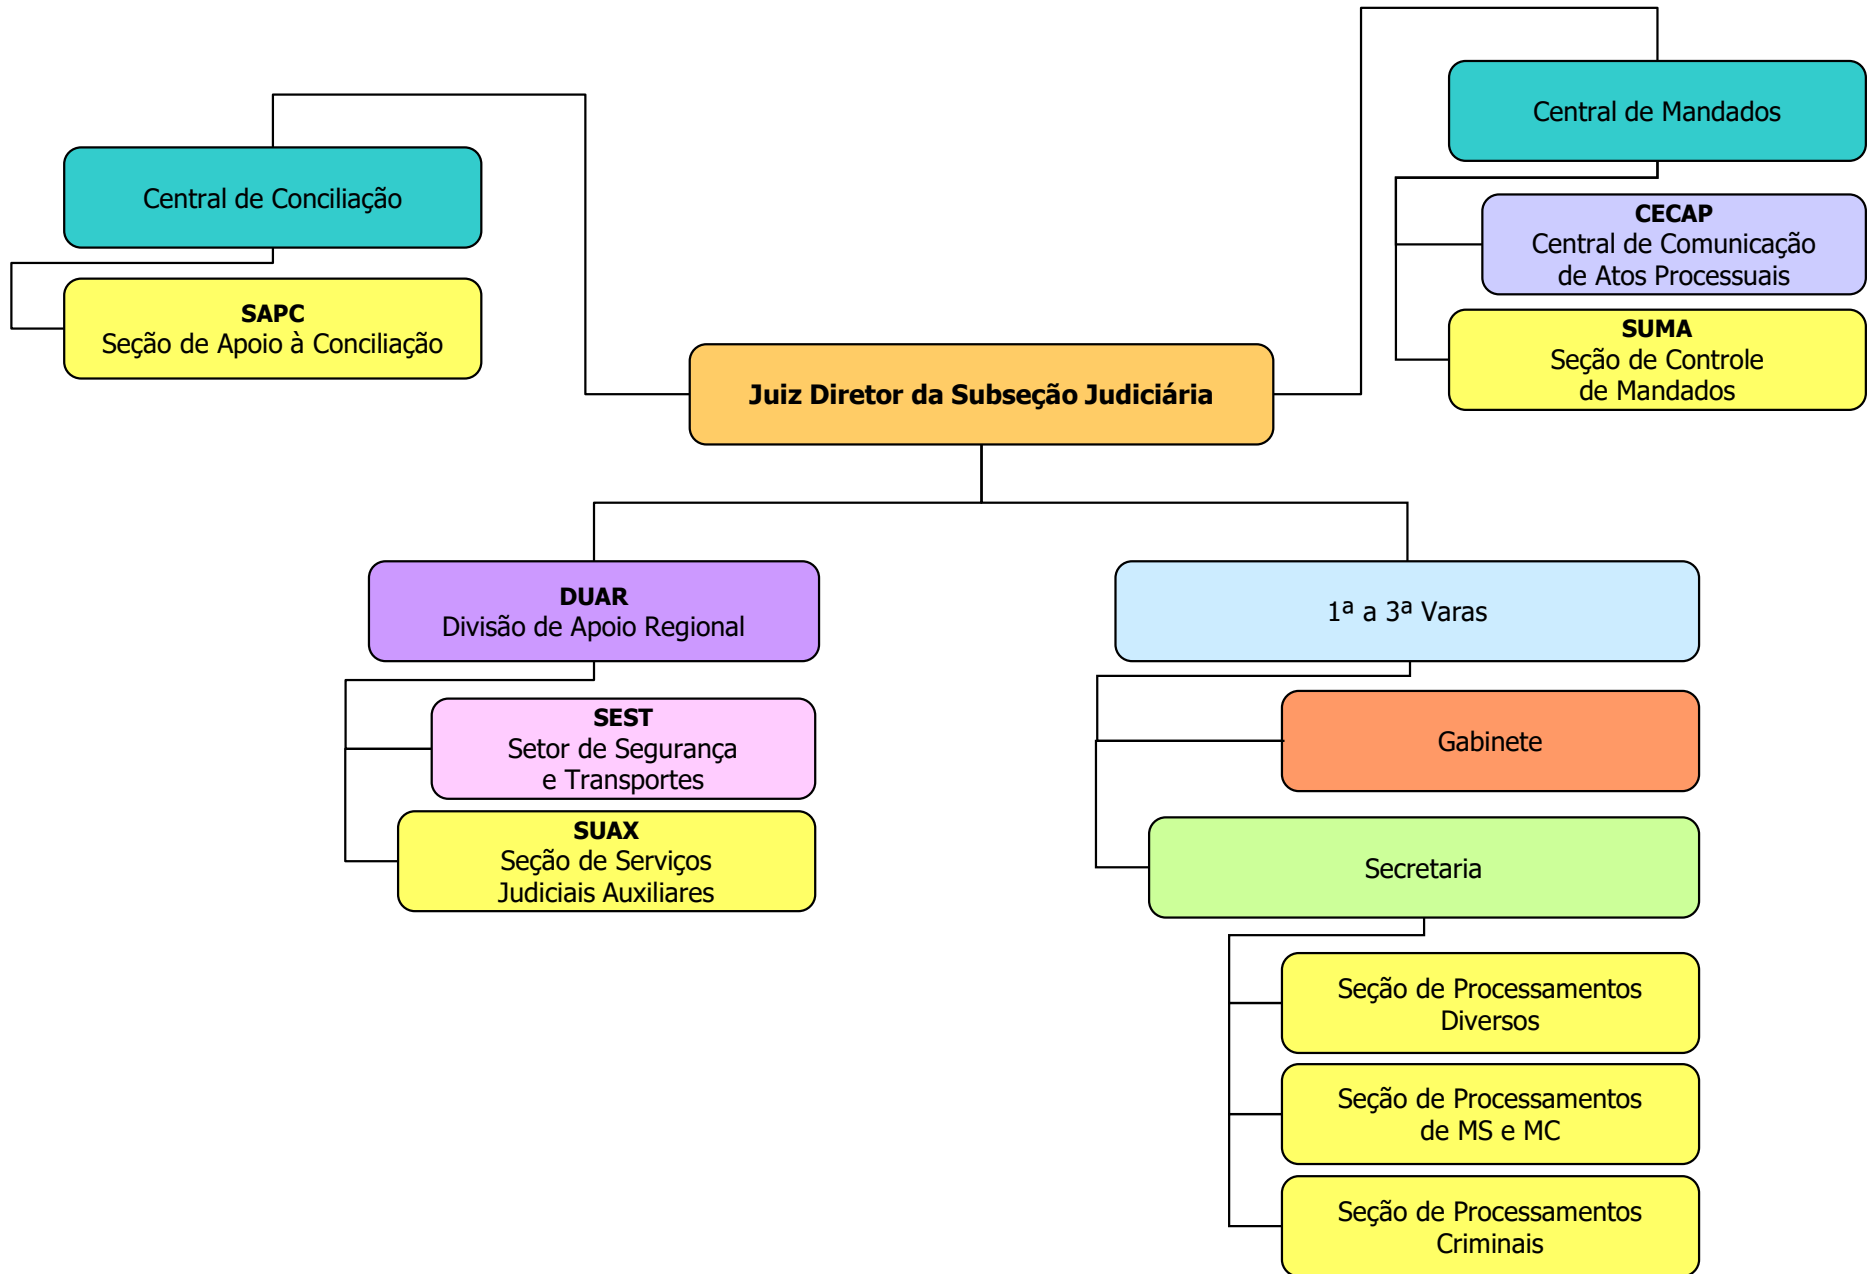 Central de Mandados
Central de Conciliação
CECAP
Central de Comunicação
de Atos Processuais
SAPC
Seção de Apoio à Conciliação
SUMA
Seção de Controle
de Mandados
Juiz Diretor da Subseção Judiciária
DUAR
Divisão de Apoio Regional
1ª a 3ª Varas
SEST
Setor de Segurança
e Transportes
Gabinete
SUAX
Seção de Serviços
Judiciais Auxiliares
Secretaria
Seção de Processamentos
Diversos
Seção de Processamentos
de MS e MC
Seção de Processamentos
Criminais